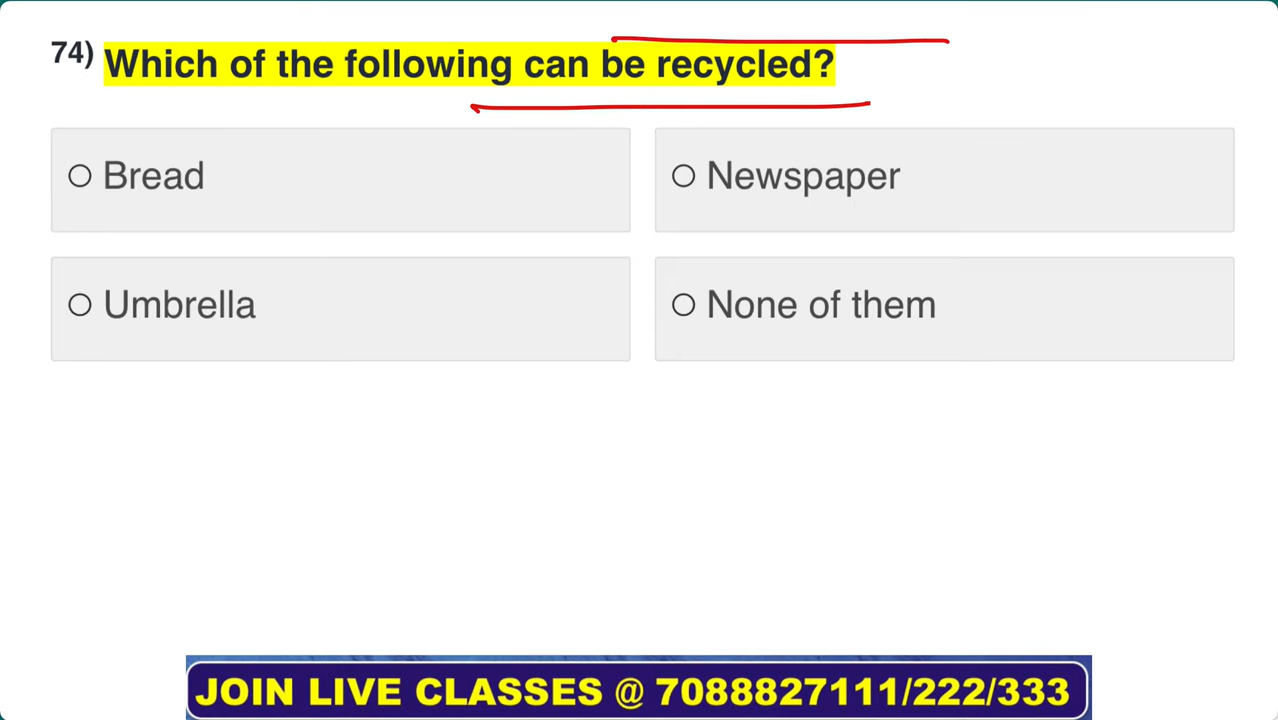 74) Which of the following can be recycled?
Bread
Newspaper
Umbrella
None of them
JOIN LIVE CLASSES @ 7088827111/222/333